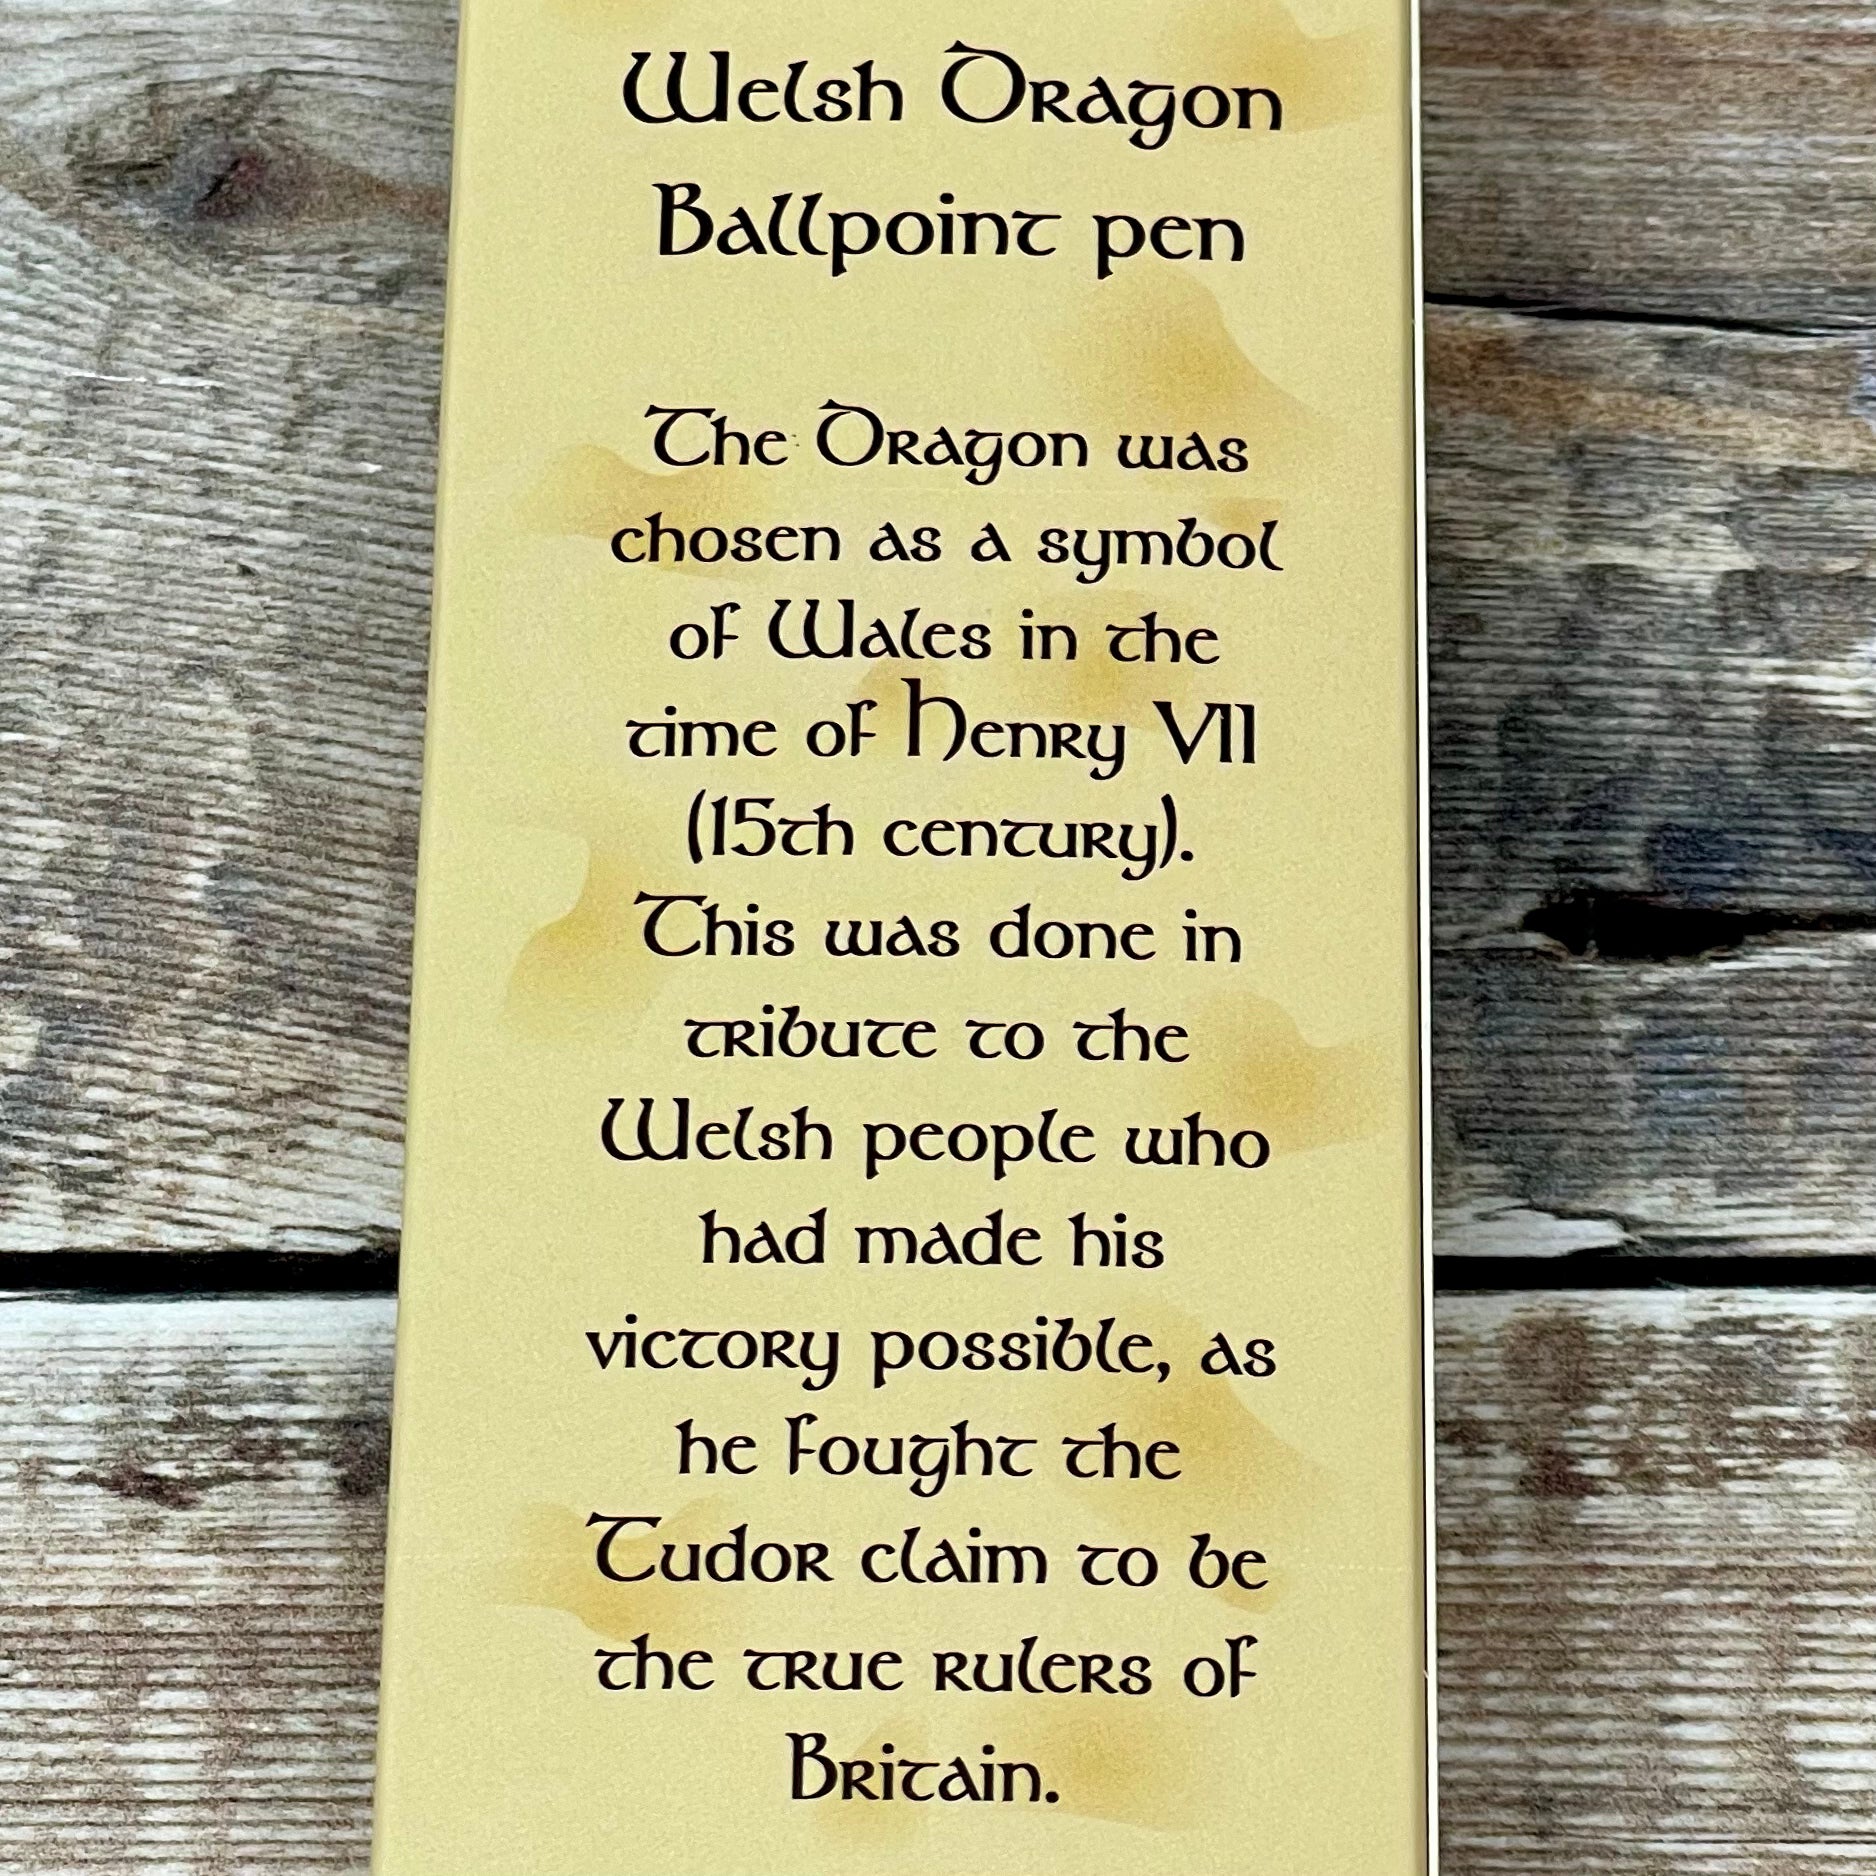 Welsh Dragon
Ballpoint pen
The Dragon was
chosen as a symbol
of Wales in the
time of Henry VII
(15th century).
This was done in
tribute to the
Welsh people who
had made his
victory possible, as
he fought the
Tudor claim to be
the true rulers of
Britain.